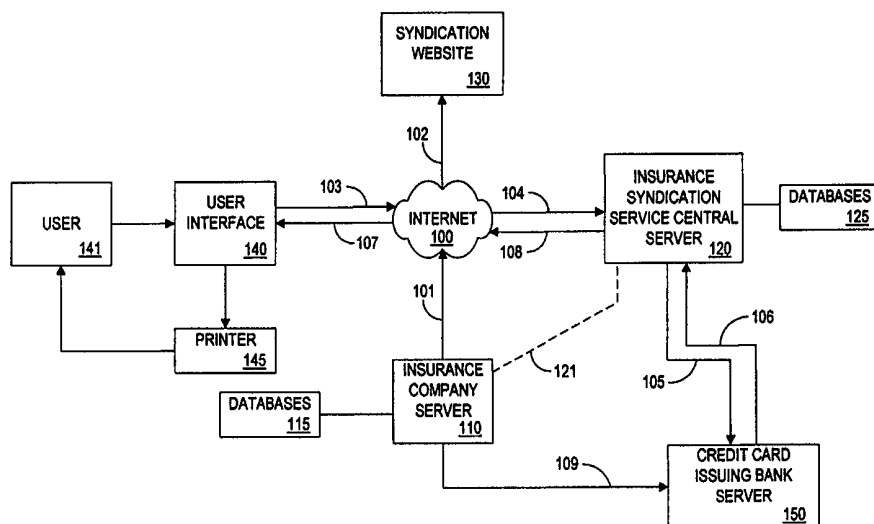 SYNDICATION
WEBSITE
130
102
103
104
INSURANCE
SYNDICATION
SERVICE CENTRAL
SERVER
120
DATABASES
125
USER
141
USER
INTERFACE
140
INTERNET
100
107
108
101
106
105
PRINTER
145
121
INSURANCE
COMPANY
SERVER
110
DATABASES
115
109
CREDIT CARD
ISSUING BANK
SERVER
150